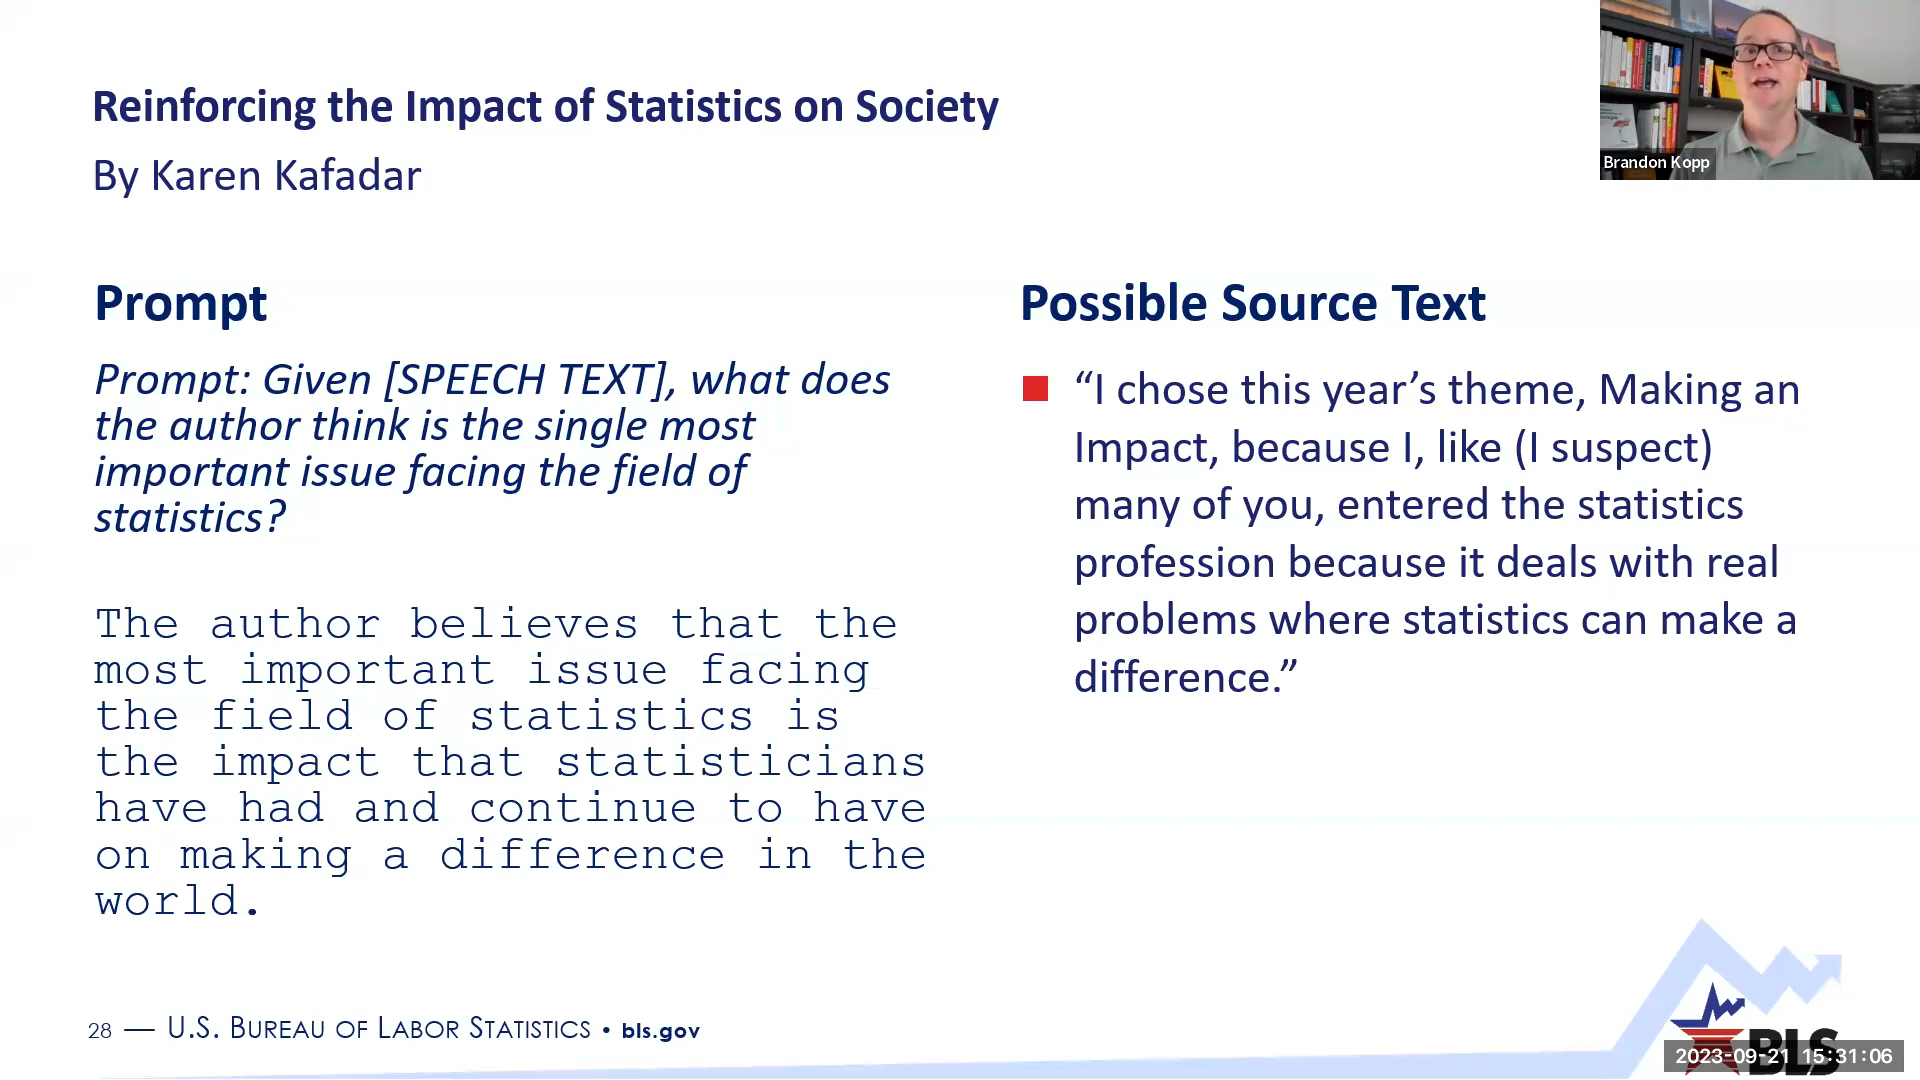 Reinforcing the Impact of Statistics on Society
By Karen Kafadar
Brandon Kopp
Prompt
Prompt: Given [SPEECH TEXT], what does
the author think is the single most
important issue facing the field of
statistics?
The author believes that the
most important issue facing
the field of statistics is
the impact that statisticians
have had and continue to have
on making a difference in the
world.
Possible Source Text
“I chose this year’s theme, Making an
Impact, because I, like (I suspect)
many of you, entered the statistics
profession because it deals with real
problems where statistics can make a
difference.”
28 — U.S. BUREAU OF LABOR STATISTICS • bls.gov
BLS
2023-09-21 15:31:06